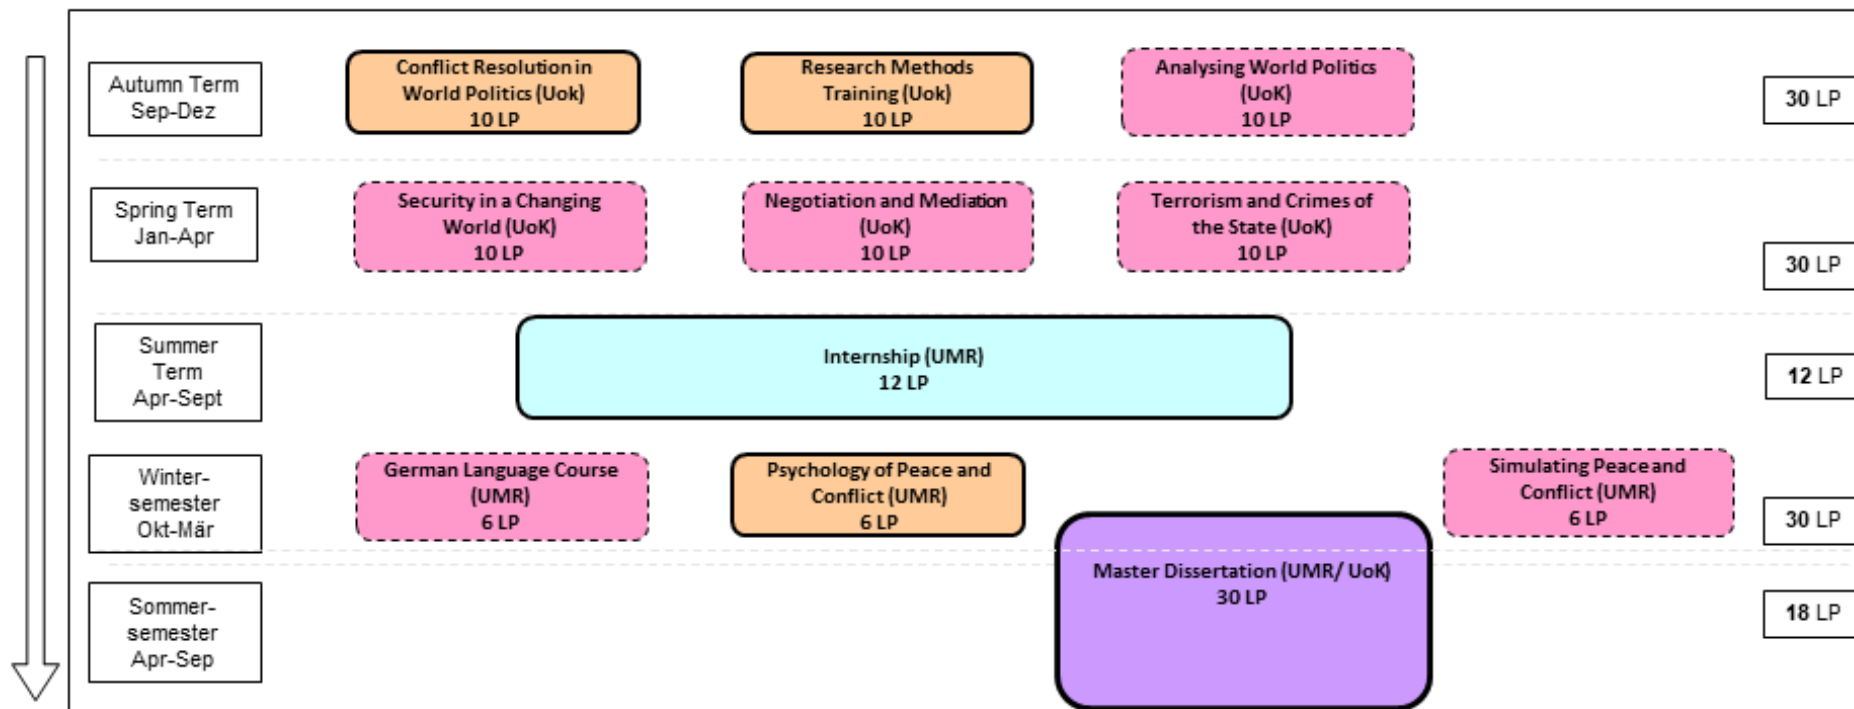 Autumn Term
Sep-Dez
Conflict Resolution in
World Politics (Uok)
10 LP
Research Methods
Training (Uok)
10 LP
Analysing World Politics
(UoK)
10 LP
30 LP
Spring Term
Jan-Apr
Security in a Changing
World (UoK)
10 LP
Negotiation and Mediation
(UoK)
10 LP
Terrorism and Crimes of
the State (UoK)
10 LP
30 LP
Summer
Term
Apr-Sept
Internship (UMR)
12 LP
12 LP
Winter-
semester
Okt-Mär
German Language Course
(UMR)
6 LP
Psychology of Peace and
Conflict (UMR)
6 LP
Simulating Peace and
Conflict (UMR)
6 LP
30 LP
Master Dissertation (UMR/ UoK)
30 LP
Sommer-
semester
Apr-Sep
18 LP